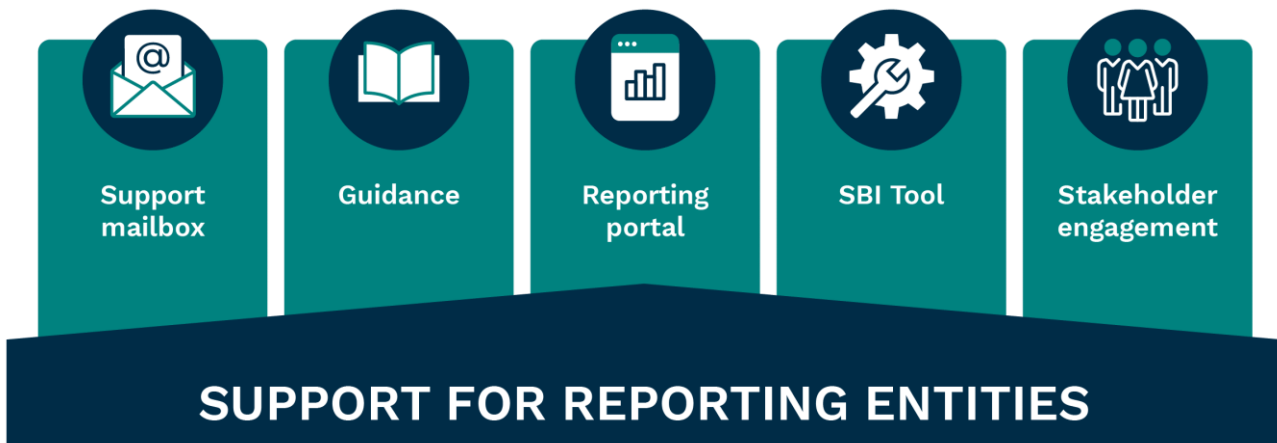 @
Support
mailbox
Guidance
Reporting
portal
SBI Tool
Stakeholder
engagement
SUPPORT FOR REPORTING ENTITIES